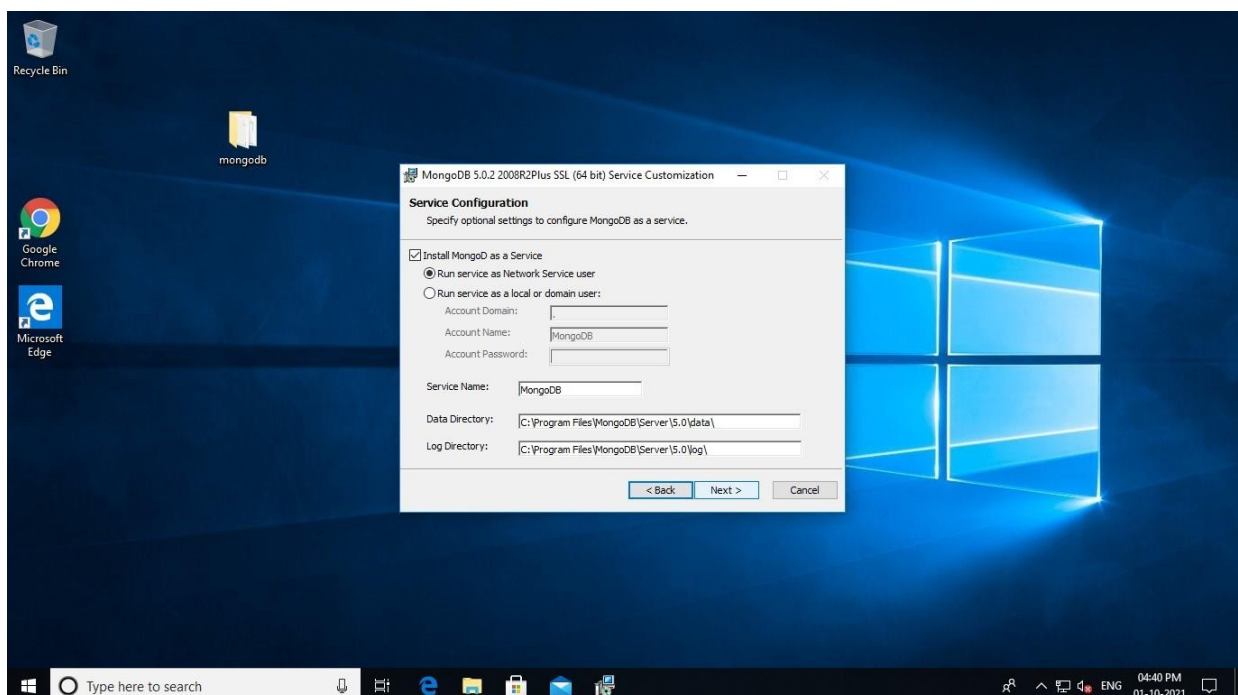 Recycle Bin
mongodb
Google
Chrome
Microsoft
Edge
MongoDB 5.0.2 2008R2Plus SSL (64 bit) Service Customization
Service Configuration
Specify optional settings to configure MongoDB as a service.
Install MongoD as a Service
Run service as Network Service user
Run service as a local or domain user:
Account Domain: .
Account Name: MongoDB
Account Password:
Service Name: MongoDB
Data Directory: C:\Program Files\MongoDB\Server\5.0\data\
Log Directory: C:\Program Files\MongoDB\Server\5.0\log\
< Back Next > Cancel
Type here to search
ENG
04:40 PM
01-10-2021